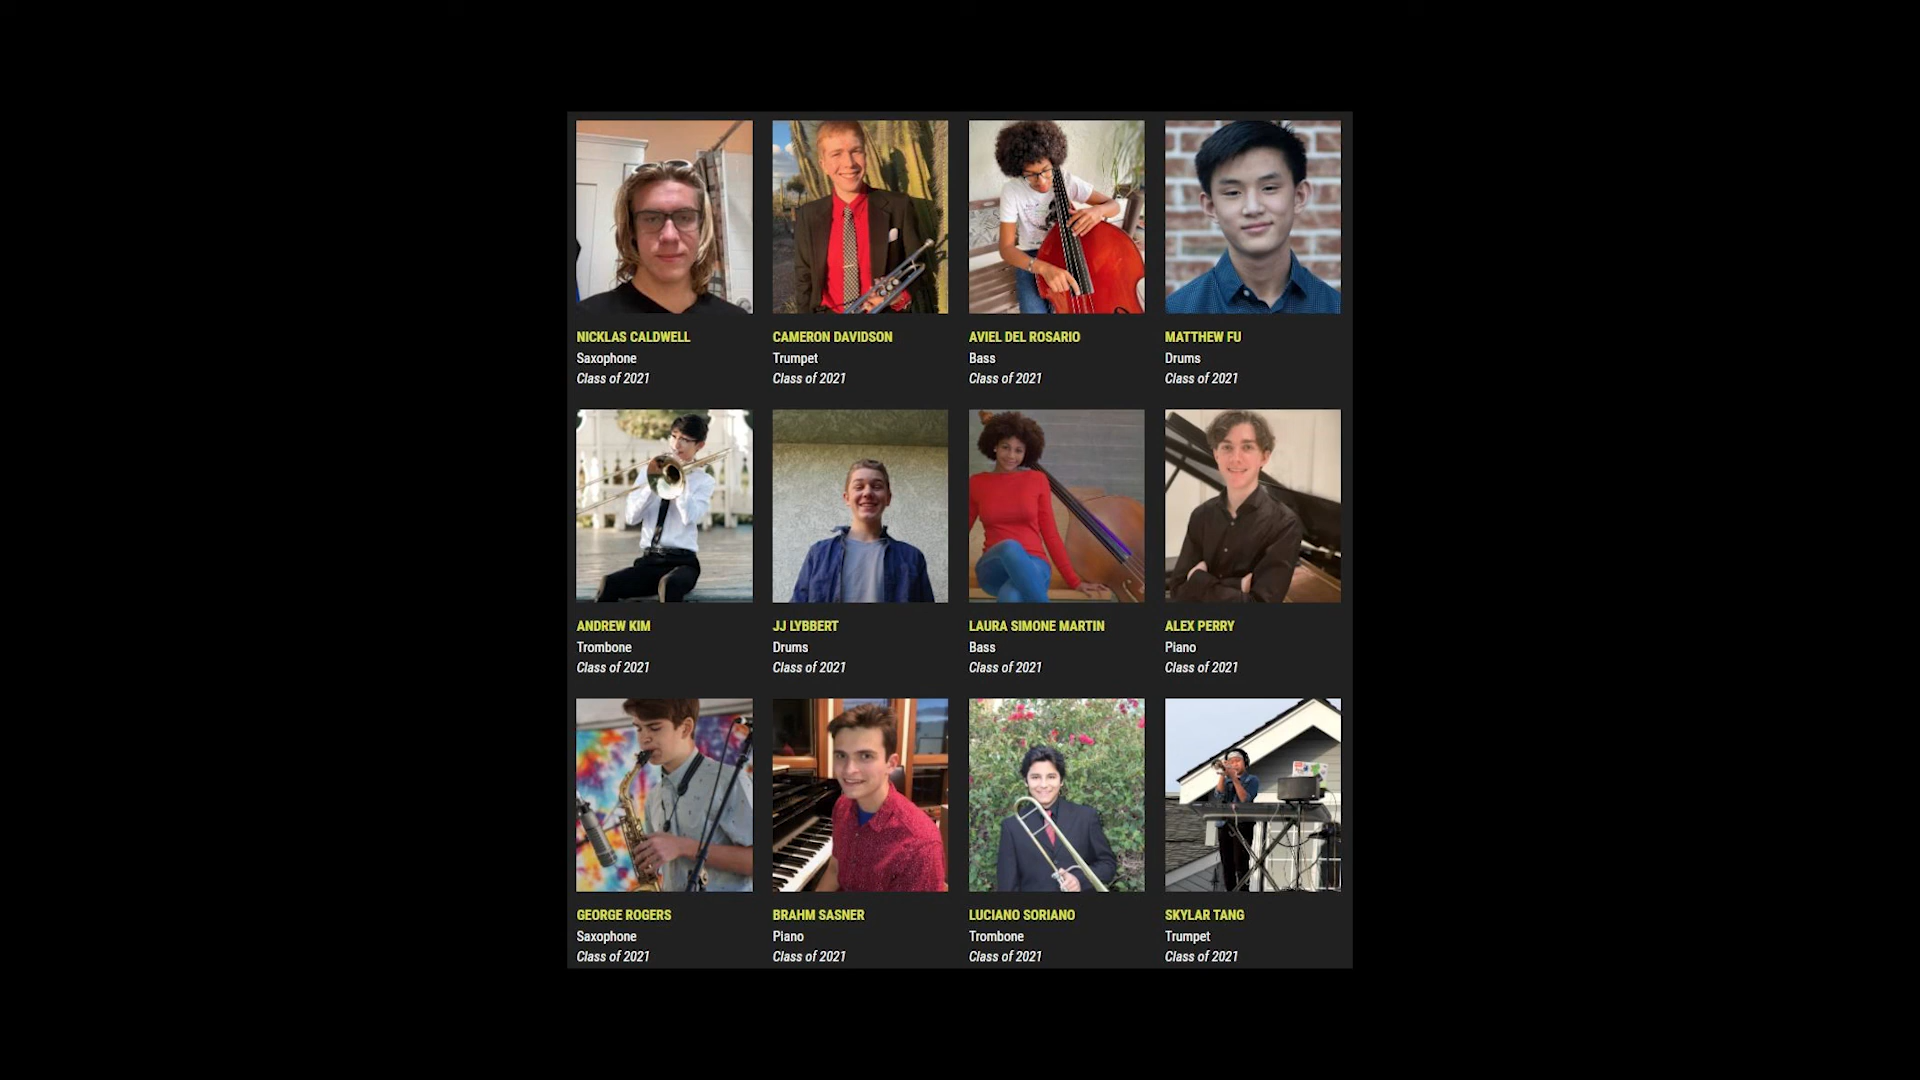 NICKLAS CALDWELL
Saxophone
Class of 2021
CAMERON DAVIDSON
Trumpet
Class of 2021
AVIEL DEL ROSARIO
Bass
Class of 2021
MATTHEW FU
Drums
Class of 2021
ANDREW KIM
Trombone
Class of 2021
JJ LYBBERT
Drums
Class of 2021
LAURA SIMONE MARTIN
Bass
Class of 2021
ALEX PERRY
Piano
Class of 2021
GEORGE ROGERS
Saxophone
Class of 2021
BRAHM SASNER
Piano
Class of 2021
LUCIANO SORIANO
Trombone
Class of 2021
SKYLAR TANG
Trumpet
Class of 2021